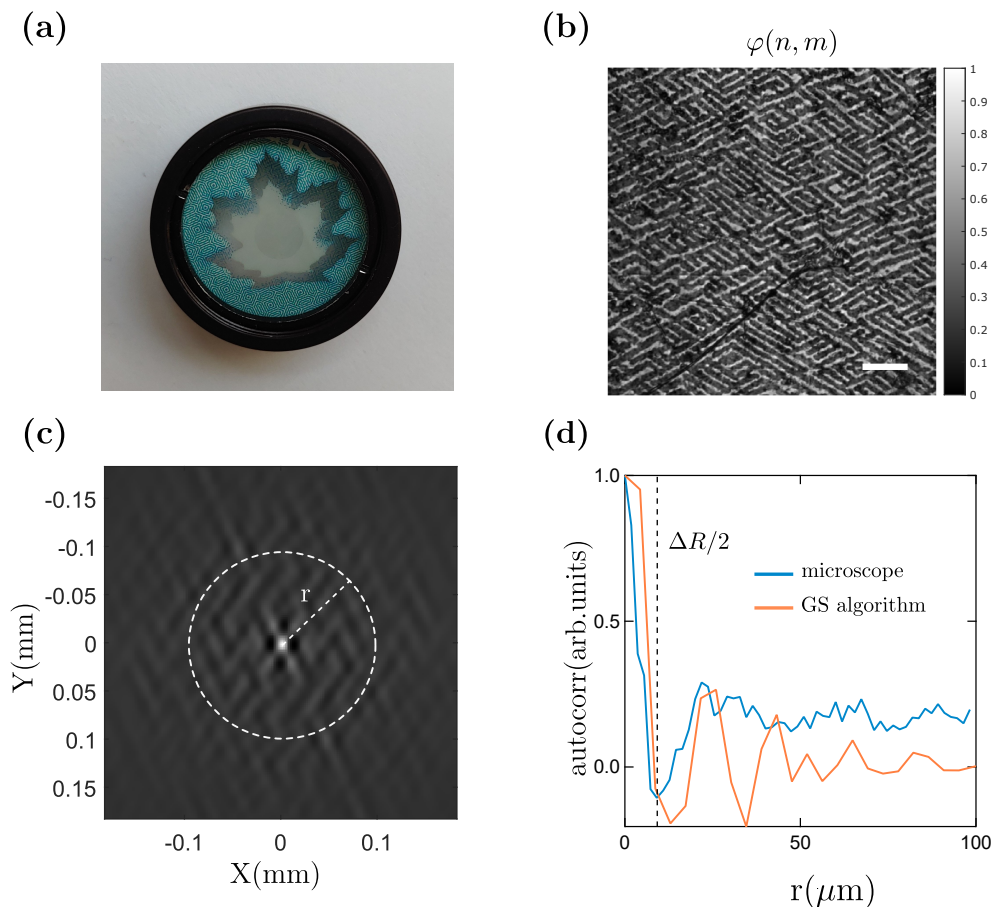 (a)
(b)
φ(n, m)
1
0.9
0.8
0.7
0.6
0.5
0.4
0.3
0.2
0.1
0
(c)
(d)
-0.15
-0.1
-0.05
0
0.05
0.1
0.15
Y(mm)
r
-0.1
0
0.1
X(mm)
1.0
0.5
0.0
autocorr(arb.units)
ΔR/2
microscope
GS algorithm
0
50
100
r(μm)